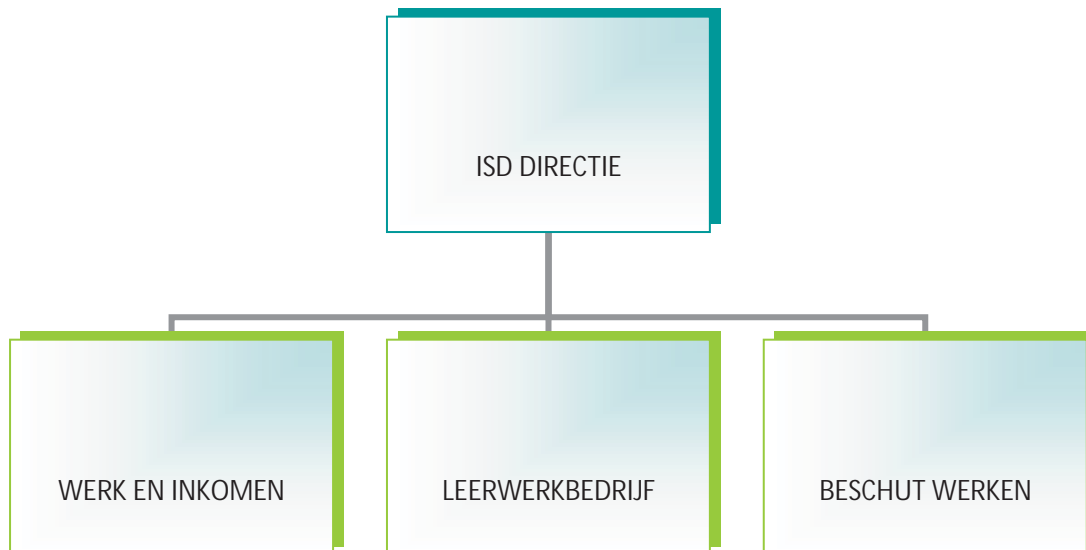 ISD DIRECTIE
WERK EN INKOMEN
LEERWERKBEDRIJF
BESCHUT WERKEN